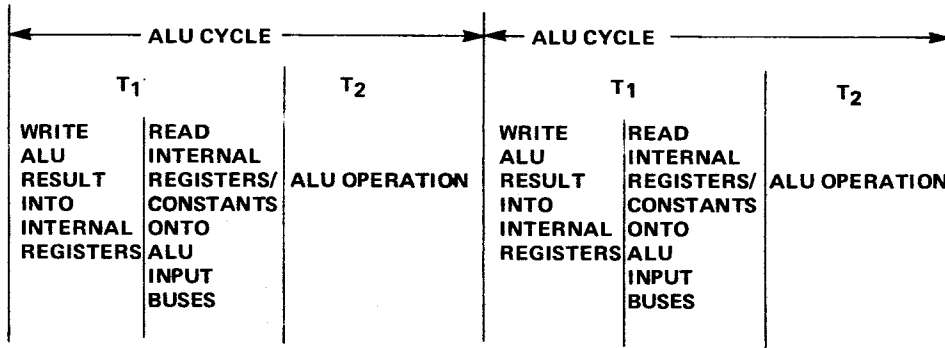 ALU CYCLE
T1
T2
WRITE
ALU
RESULT
INTO
INTERNAL
REGISTERS
READ
INTERNAL
REGISTERS/
CONSTANTS
ONTO
ALU
INPUT
BUSES
ALU OPERATION
ALU CYCLE
T1
T2
WRITE
ALU
RESULT
INTO
INTERNAL
REGISTERS
READ
INTERNAL
REGISTERS/
CONSTANTS
ONTO
ALU
INPUT
BUSES
ALU OPERATION